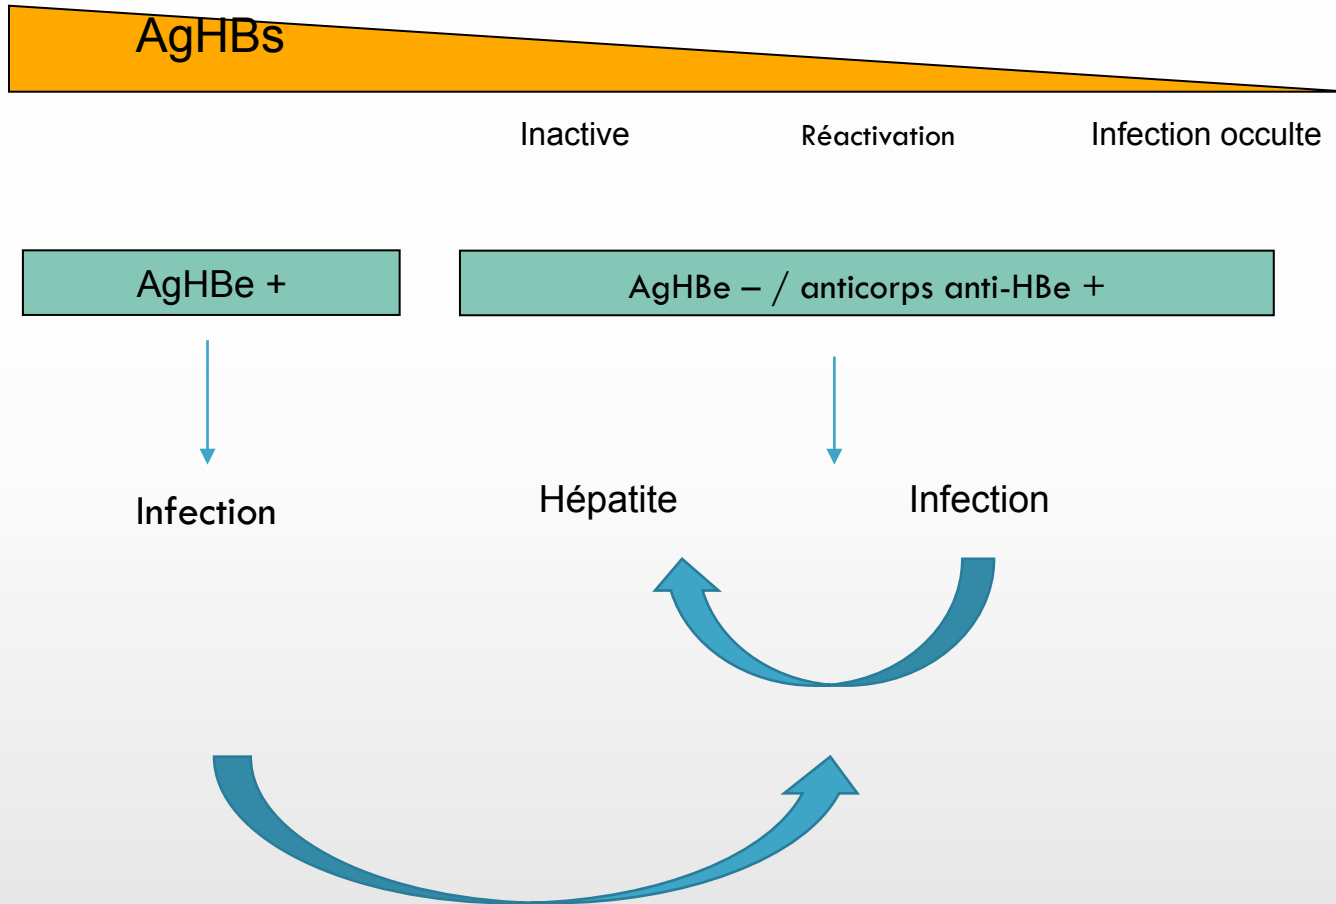 AgHBs
Inactive
Réactivation
Infection occulte
AgHBe +
AgHBe – / anticorps anti-HBe +
Infection
Hépatite
Infection